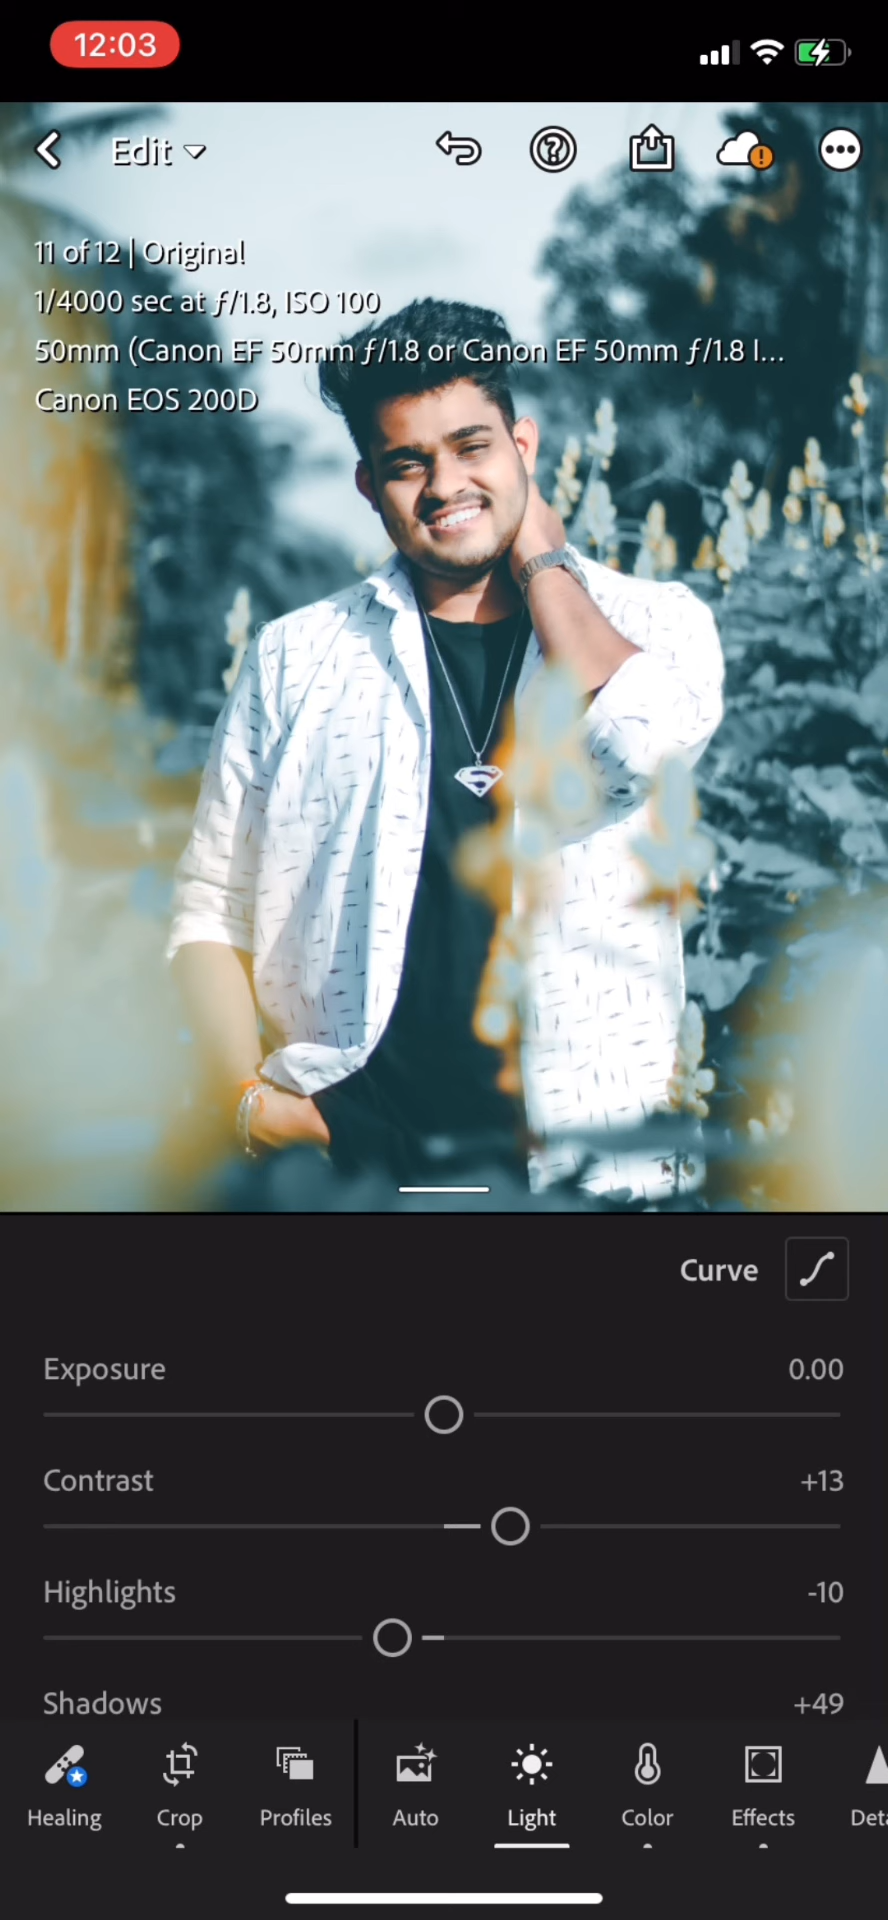 12:03
Edit
11 of 12 | Original
1/4000 sec at ƒ/1.8, ISO 100
50mm (Canon EF 50mm ƒ/1.8 or Canon EF 50mm ƒ/1.8 I...
Canon EOS 200D
Curve
Exposure 0.00
Contrast +13
Highlights -10
Shadows +49
Healing Crop Profiles Auto Light Color Effects Deta